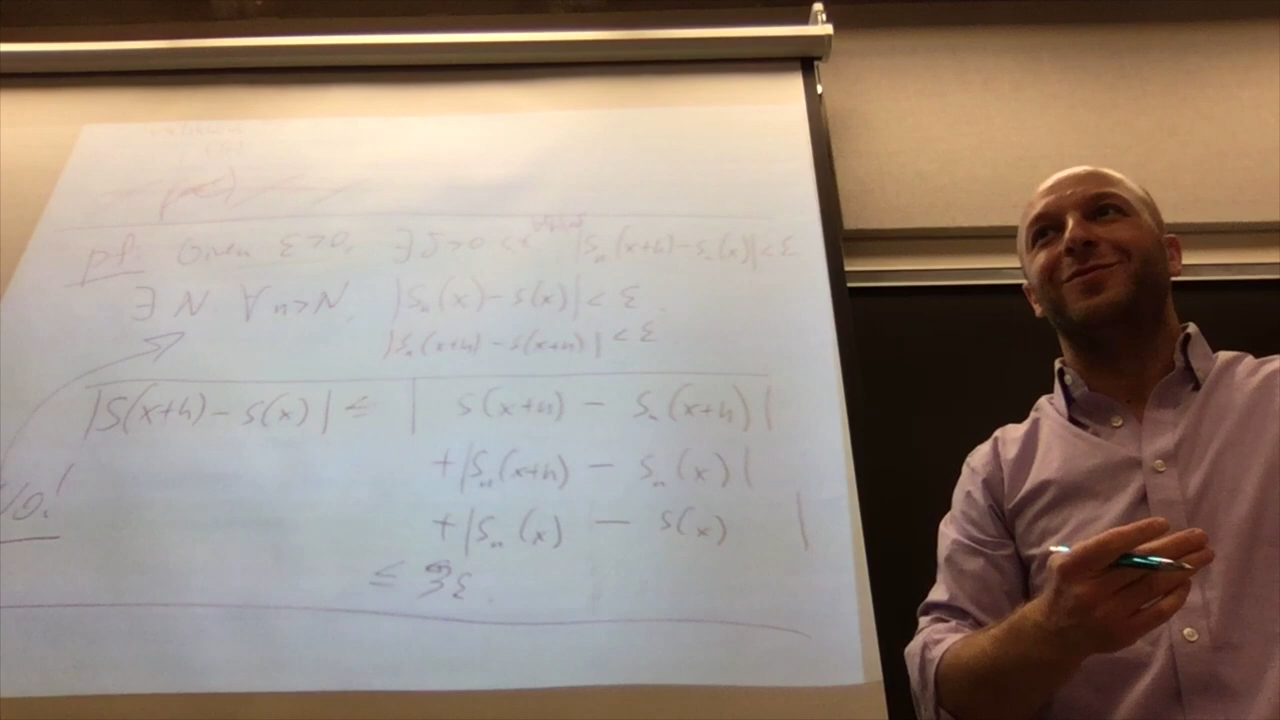 pf: Given ε>0, ∃ δ>0 |Sₙ(x+h)-Sₙ(x)|<ε
∃ N ∀n>N, |Sₙ(x)-S(x)|<ε
|Sₙ(x+h)-S(x+h)|<ε
|S(x+h)-S(x)| ≤ | S(x+h) - Sₙ(x+h)|
+|Sₙ(x+h) - Sₙ(x)|
+|Sₙ(x) - S(x) |
≤ 3ε.